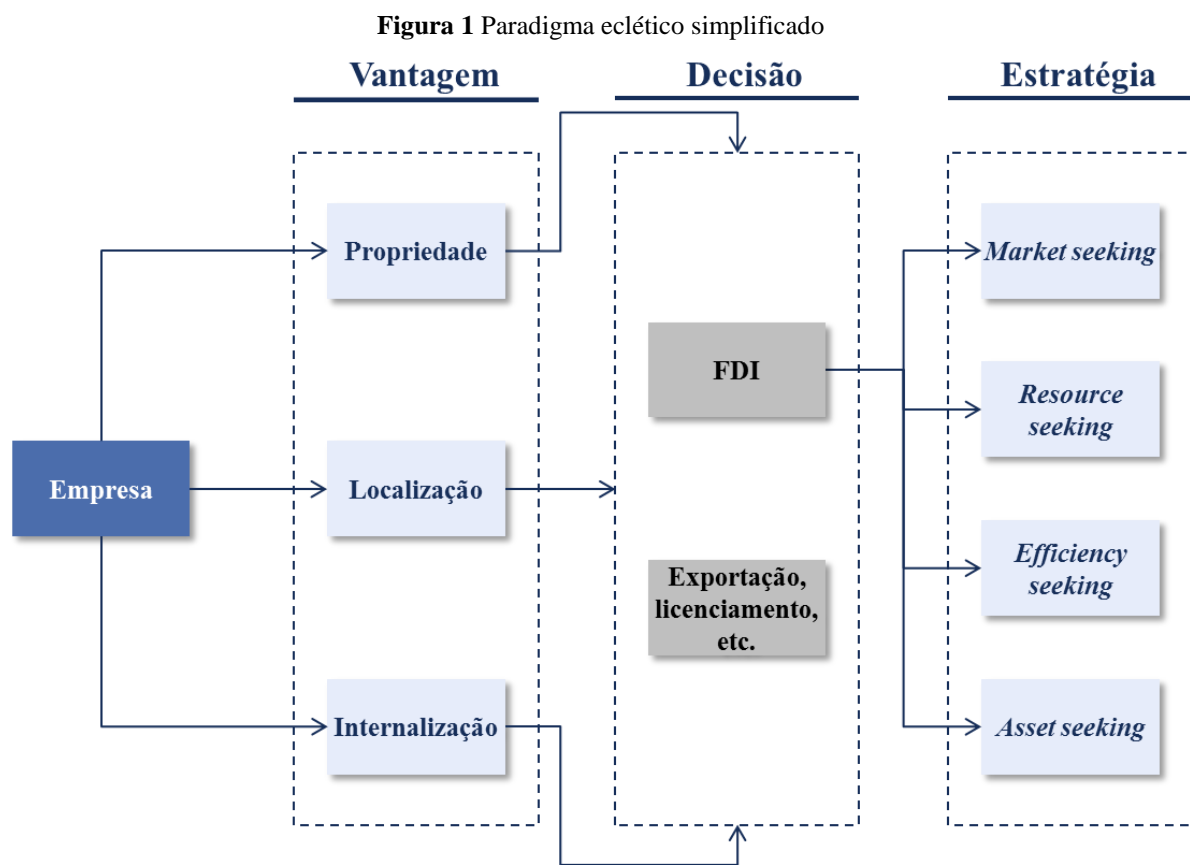 Figura 1 Paradigma eclético simplificado
Vantagem
Decisão
Estratégia
Empresa
Propriedade
Localização
Internalização
FDI
Exportação,
licenciamento,
etc.
Market seeking
Resource
seeking
Efficiency
seeking
Asset seeking